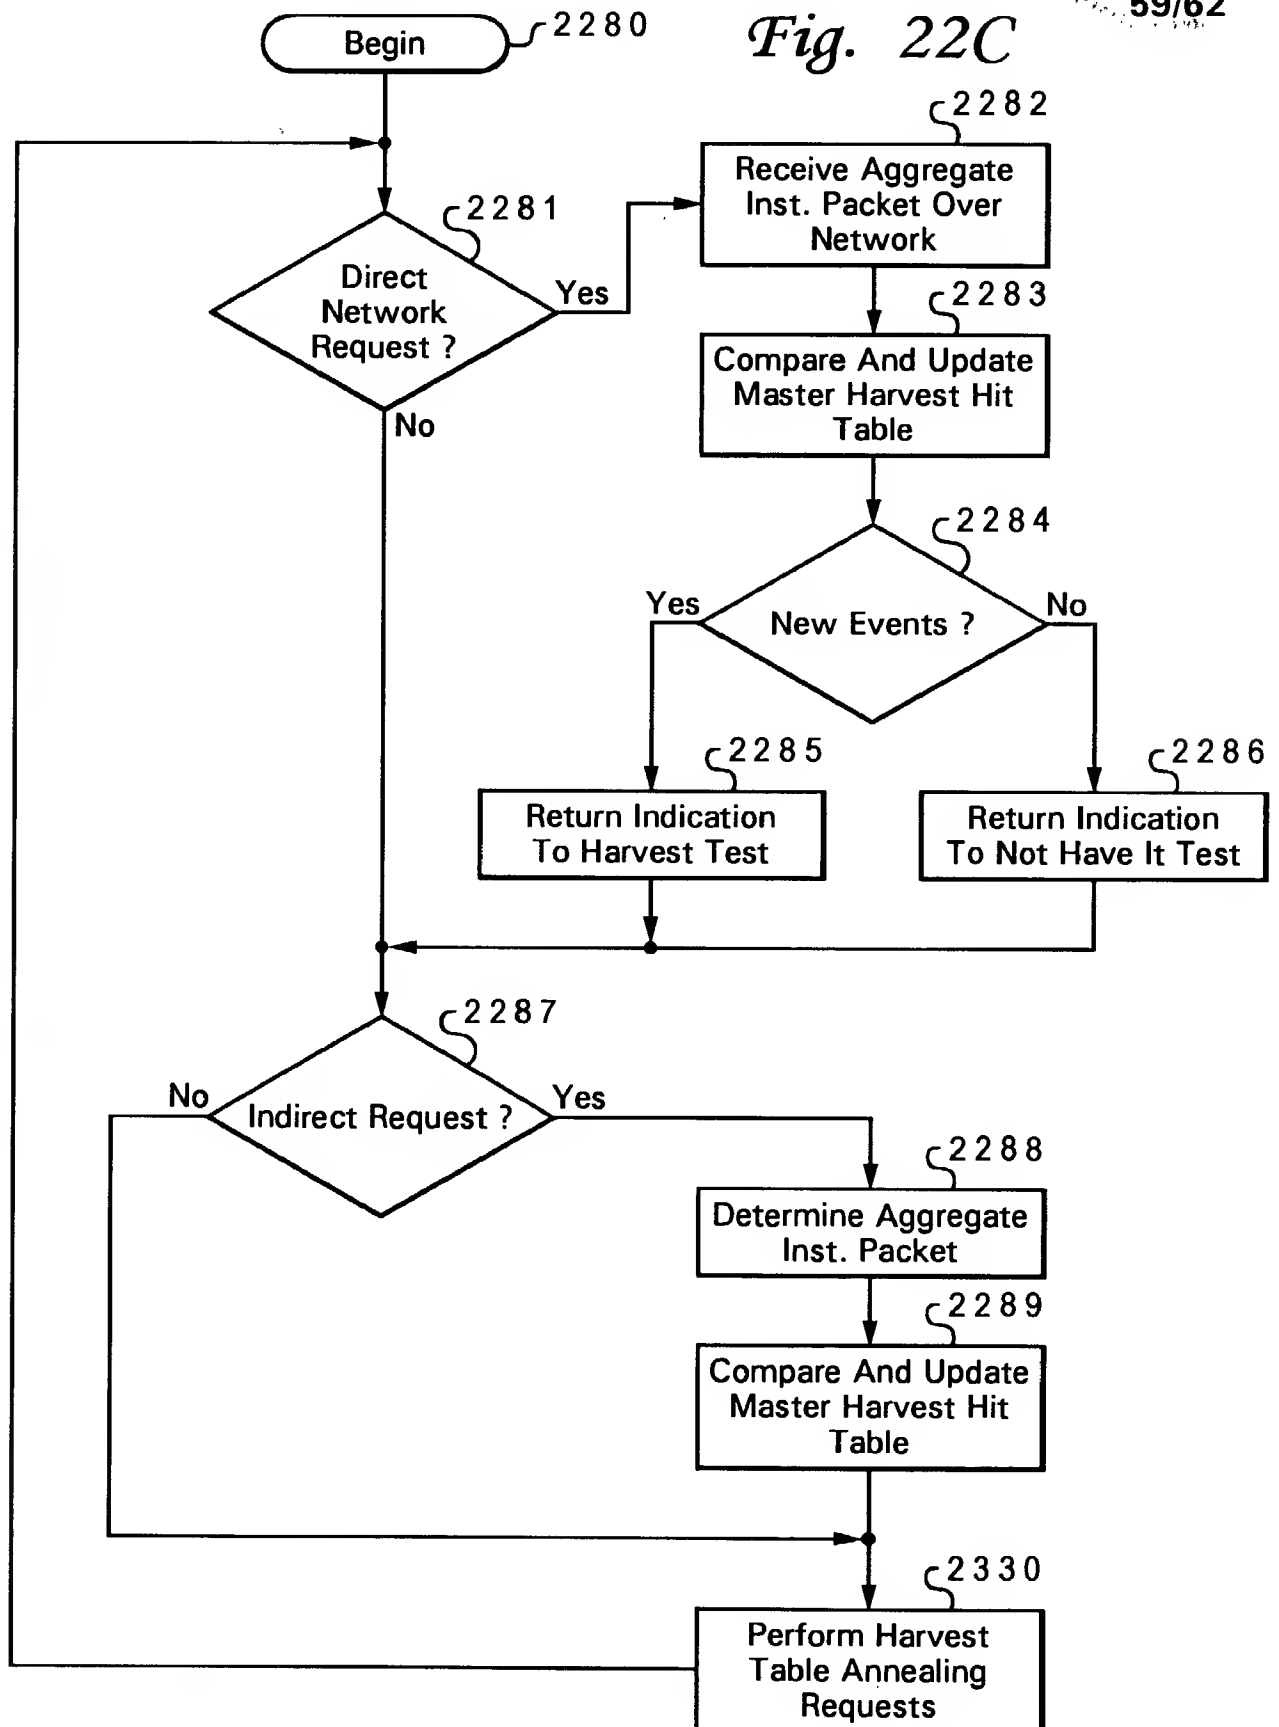 59/62
Fig. 22C
Begin
2280
2281
Direct
Network
Request ?
Yes
No
2282
Receive Aggregate
Inst. Packet Over
Network
2283
Compare And Update
Master Harvest Hit
Table
2284
New Events ?
Yes
No
2285
Return Indication
To Harvest Test
2286
Return Indication
To Not Have It Test
2287
Indirect Request ?
No
Yes
2288
Determine Aggregate
Inst. Packet
2289
Compare And Update
Master Harvest Hit
Table
2330
Perform Harvest
Table Annealing
Requests